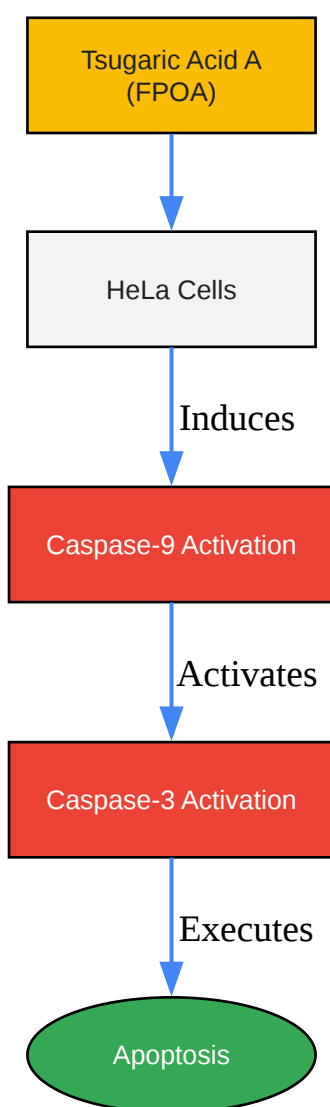 Tsugaric Acid A
(FPOA)
HeLa Cells
Induces
Caspase-9 Activation
Activates
Caspase-3 Activation
Executes
Apoptosis